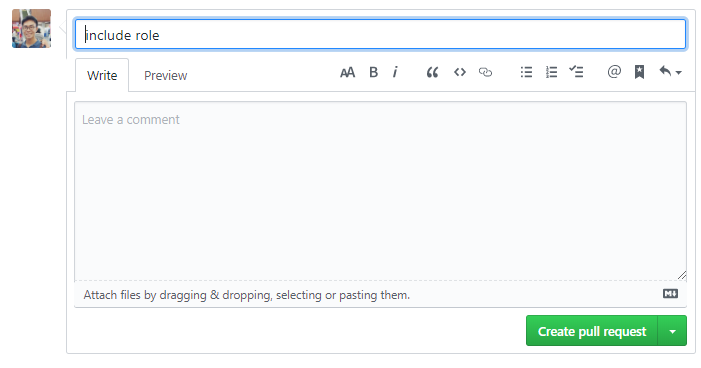 include role
Write Preview AA B i @
Leave a comment
Attach files by dragging & dropping, selecting or pasting them.
Create pull request